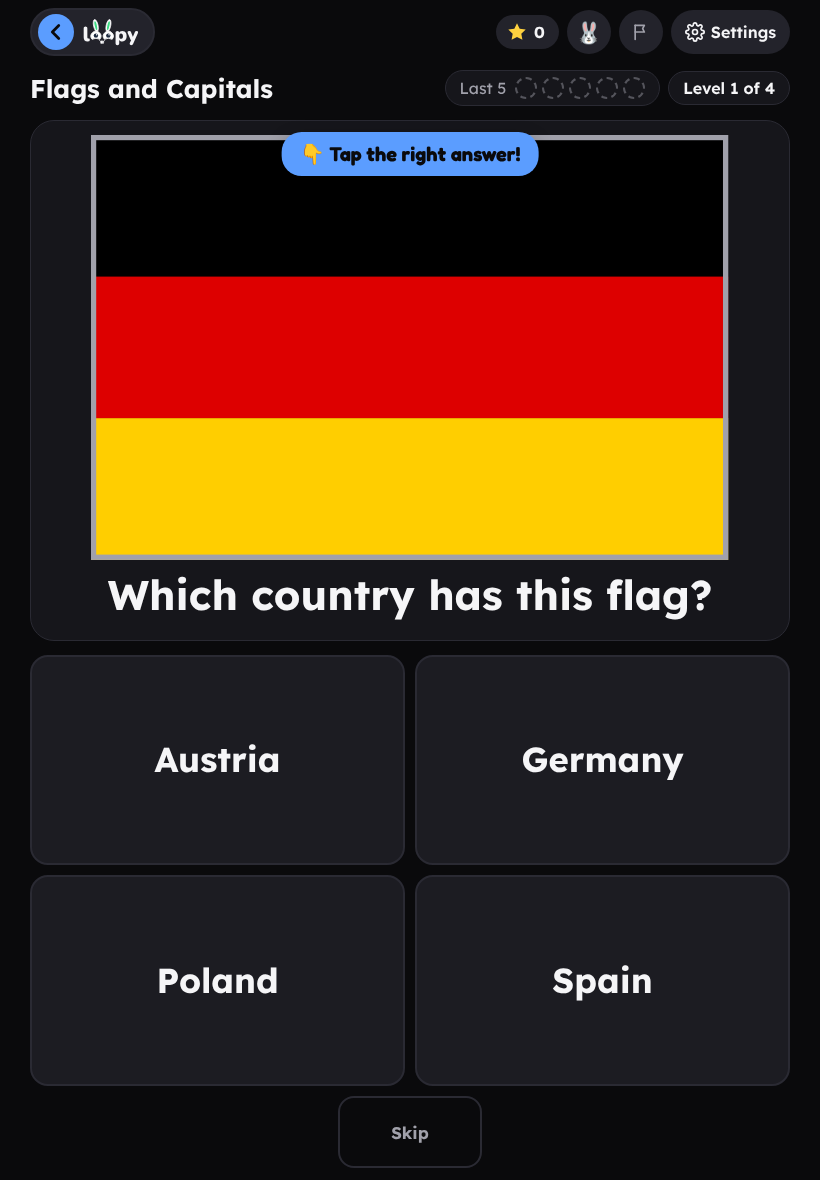 loopy
0
Settings
Flags and Capitals
Last 5
Level 1 of 4
Tap the right answer!
Which country has this flag?
Austria
Germany
Poland
Spain
Skip